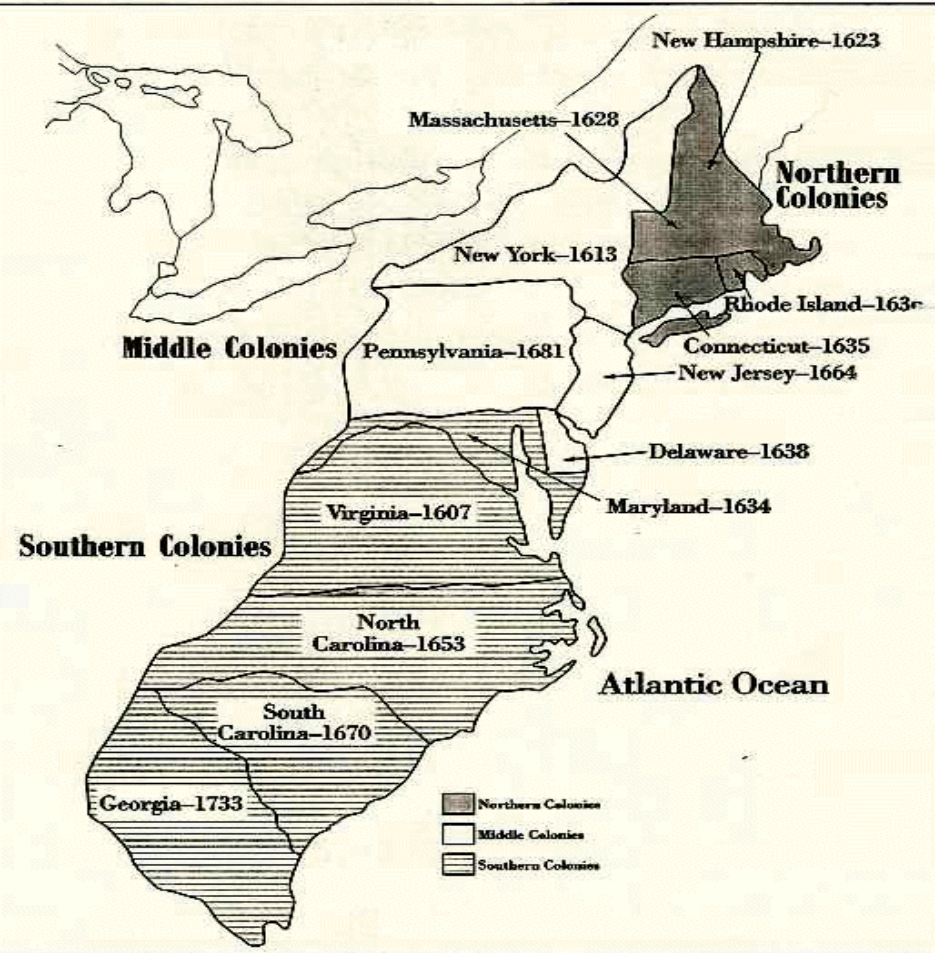 New Hampshire–1623
Massachusetts–1628
Northern
Colonies
New York–1613
Rhode Island–163
Middle Colonies
Pennsylvania–1681
Connecticut–1635
New Jersey–1664
Delaware–1638
Maryland–1634
Virginia–1607
Southern Colonies
North
Carolina–1653
Atlantic Ocean
South
Carolina–1670
Georgia–1733
Northern Colonies
Middle Colonies
Southern Colonies